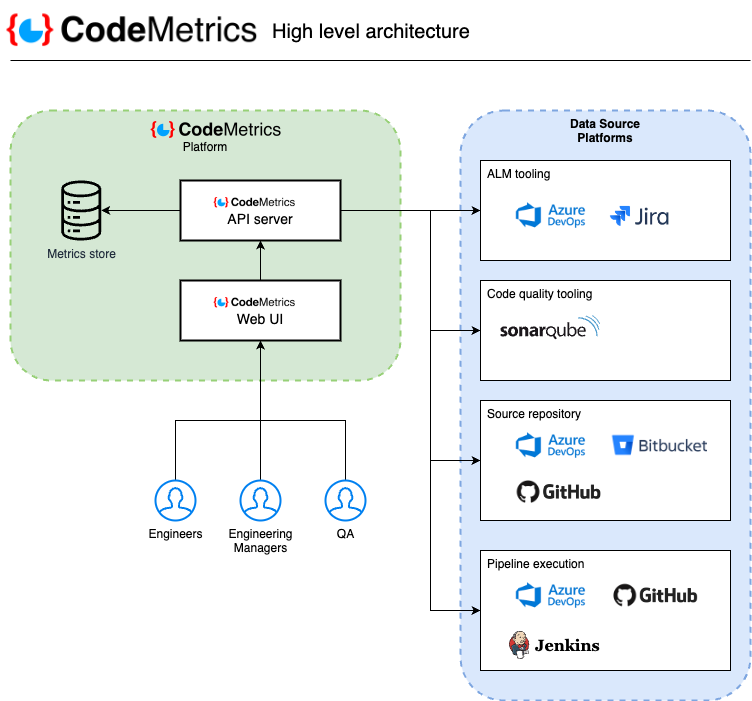 { } CodeMetrics High level architecture
{ } CodeMetrics
Platform
{ } CodeMetrics
API server
Metrics store
{ } CodeMetrics
Web UI
Engineers
Engineering
Managers
QA
Data Source
Platforms
ALM tooling
Azure
DevOps
Jira
Code quality tooling
sonarqube
Source repository
Azure
DevOps
Bitbucket
GitHub
Pipeline execution
Azure
DevOps
GitHub
Jenkins